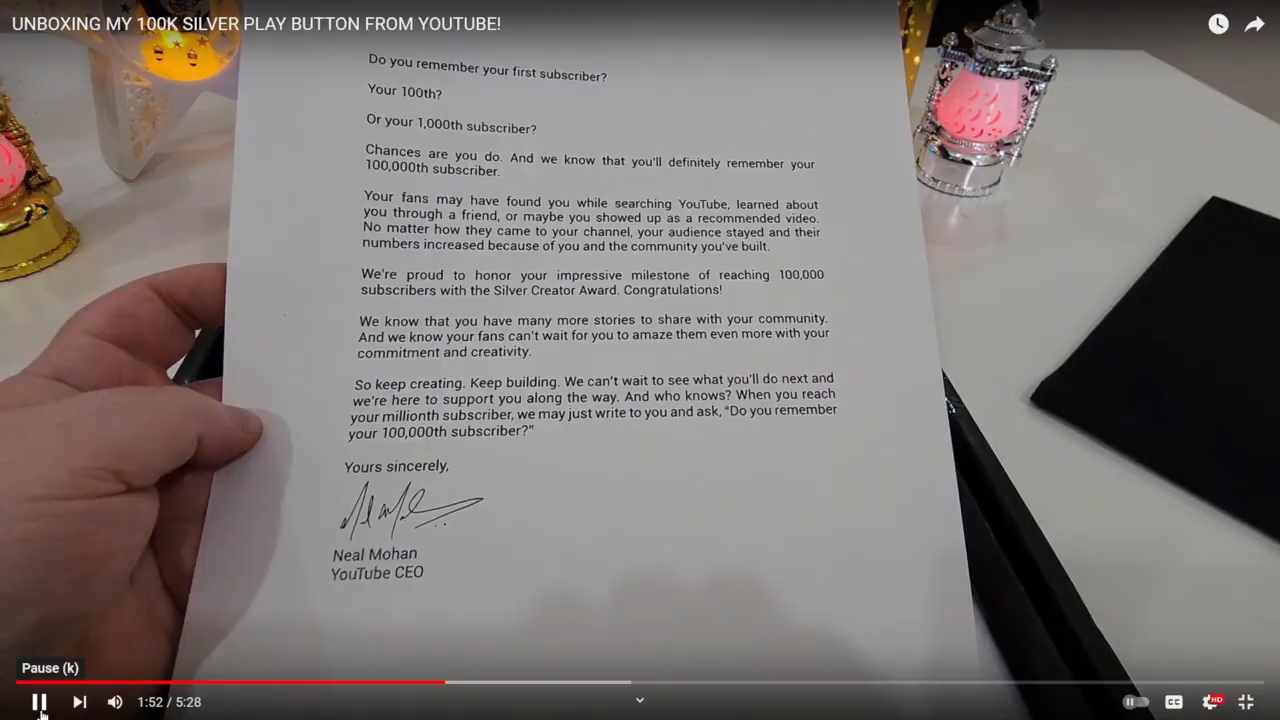 UNBOXING MY 100K SILVER PLAY BUTTON FROM YOUTUBE!
Do you remember your first subscriber?
Your 100th?
Or your 1,000th subscriber?
Chances are you do. And we know that you'll definitely remember your
100,000th subscriber.
Your fans may have found you while searching YouTube, learned about
you through a friend, or maybe you showed up as a recommended video.
No matter how they came to your channel, your audience stayed and their
numbers increased because of you and the community you've built.
We're proud to honor your impressive milestone of reaching 100,000
subscribers with the Silver Creator Award. Congratulations!
We know that you have many more stories to share with your community.
And we know your fans can't wait for you to amaze them even more with your
commitment and creativity.
So keep creating. Keep building. We can't wait to see what you'll do next and
we're here to support you along the way. And who knows? When you reach
your millionth subscriber, we may just write to you and ask, "Do you remember
your 100,000th subscriber?"
Yours sincerely,
Neal Mohan
YouTube CEO
Pause (k)
1:52 / 5:28
CC
HD